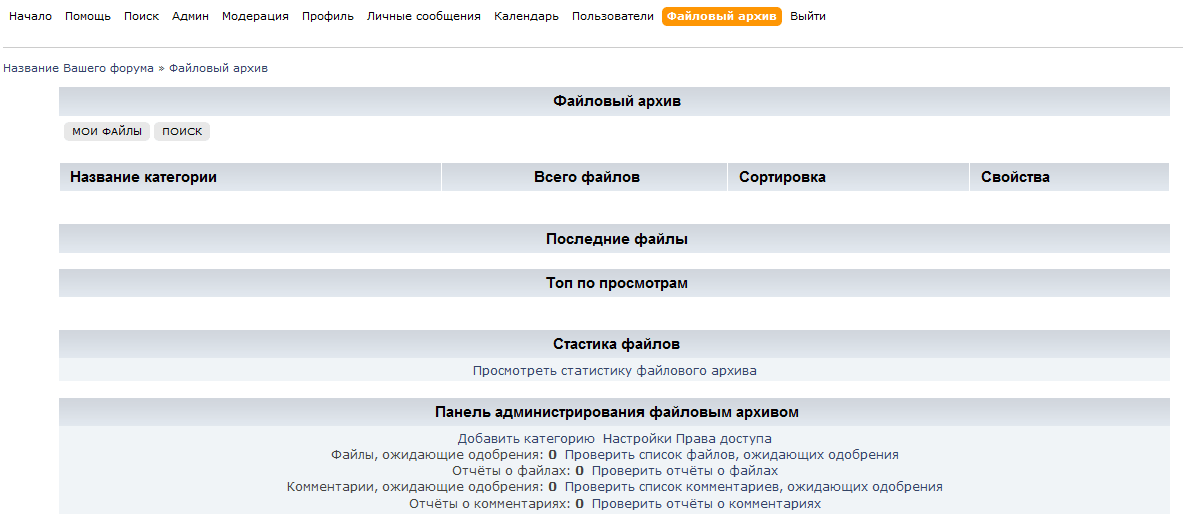 Начало Помощь Поиск Админ Модерация Профиль Личные сообщения Календарь Пользователи Файловый архив Выйти
Название Вашего форума » Файловый архив
Файловый архив
МОИ ФАЙЛЫ ПОИСК
Название категории Всего файлов Сортировка Свойства
Последние файлы
Топ по просмотрам
Стастика файлов
Просмотреть статистику файлового архива
Панель администрирования файловым архивом
Добавить категорию Настройки Права доступа
Файлы, ожидающие одобрения: 0 Проверить список файлов, ожидающих одобрения
Отчёты о файлах: 0 Проверить отчёты о файлах
Комментарии, ожидающие одобрения: 0 Проверить список комментариев, ожидающих одобрения
Отчёты о комментариях: 0 Проверить отчёты о комментариях